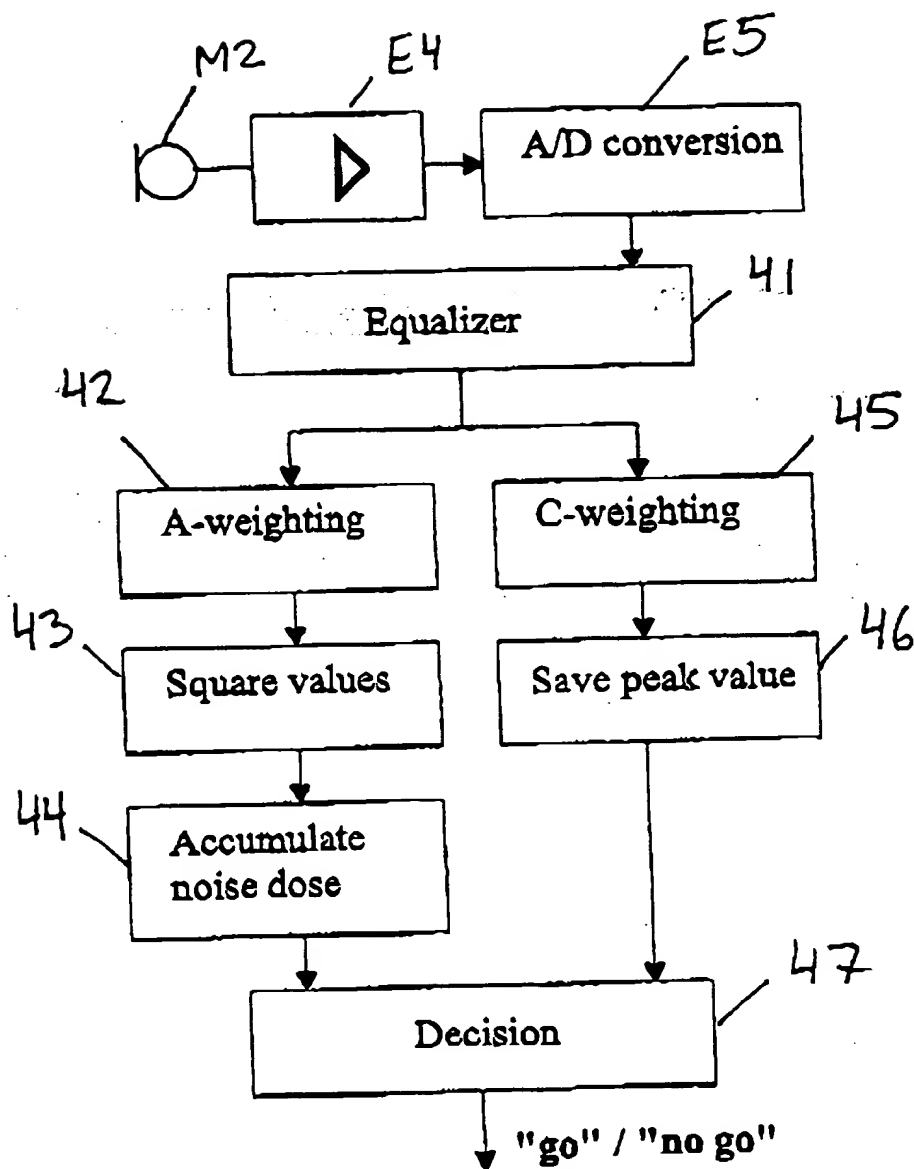 M2
E4
E5
A/D conversion
41
Equalizer
42
45
A-weighting
C-weighting
43
46
Square values
Save peak value
44
Accumulate
noise dose
47
Decision
"go" / "no go"